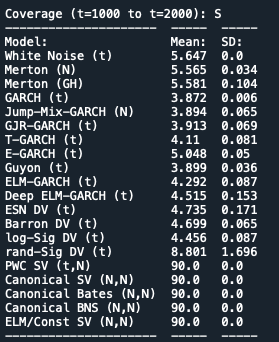 Coverage (t=1000 to t=2000): S
-------------------- ----- -----
Model: Mean: SD:
White Noise (t) 5.647 0.0
Merton (N) 5.565 0.034
Merton (GH) 5.581 0.104
GARCH (t) 3.872 0.006
Jump-Mix-GARCH (N) 3.894 0.065
GJR-GARCH (t) 3.913 0.069
T-GARCH (t) 4.11 0.081
E-GARCH (t) 5.048 0.05
Guyon (t) 3.899 0.036
ELM-GARCH (t) 4.292 0.087
Deep ELM-GARCH (t) 4.515 0.153
ESN DV (t) 4.735 0.171
Barron DV (t) 4.699 0.065
log-Sig DV (t) 4.456 0.087
rand-Sig DV (t) 8.801 1.696
PWC SV (t,N) 90.0 0.0
Canonical SV (N,N) 90.0 0.0
Canonical Bates (N,N) 90.0 0.0
Canonical BNS (N,N) 90.0 0.0
ELM/Const SV (N,N) 90.0 0.0
-------------------- ----- -----